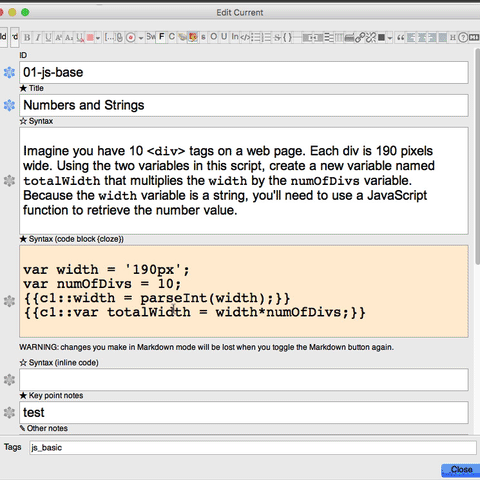 Edit Current
ID
01-js-base
★ Title
Numbers and Strings
☆ Syntax
Imagine you have 10 <div> tags on a web page. Each div is 190 pixels
wide. Using the two variables in this script, create a new variable named
totalWidth that multiplies the width by the numOfDivs variable.
Because the width variable is a string, you'll need to use a JavaScript
function to retrieve the number value.
★ Syntax (code block {cloze})
var width = '190px';
var numOfDivs = 10;
{{c1::width = parseInt(width);}}
{{c1::var totalWidth = width*numOfDivs;}}
WARNING: changes you make in Markdown mode will be lost when you toggle the Markdown button again.
☆ Syntax (inline code)
★ Key point notes
test
✎ Other notes
Tags
js_basic
Close